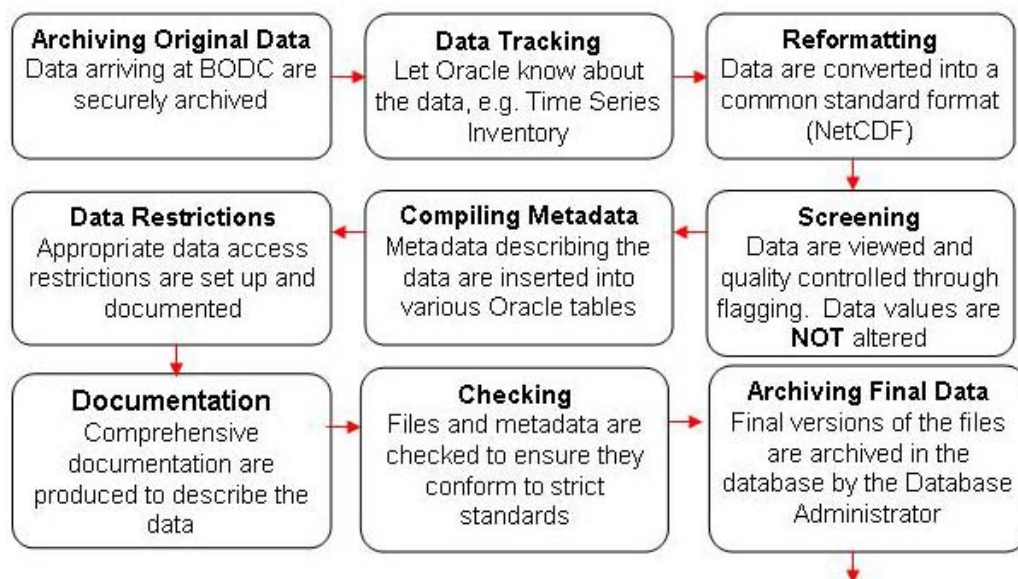 Archiving Original Data
Data arriving at BODC are
securely archived
Data Tracking
Let Oracle know about
the data, e.g. Time Series
Inventory
Reformatting
Data are converted into a
common standard format
(NetCDF)
Screening
Data are viewed and
quality controlled through
flagging. Data values are
NOT altered
Compiling Metadata
Metadata describing the
data are inserted into
various Oracle tables
Data Restrictions
Appropriate data access
restrictions are set up and
documented
Documentation
Comprehensive
documentation are
produced to describe the
data
Checking
Files and metadata are
checked to ensure they
conform to strict
standards
Archiving Final Data
Final versions of the files
are archived in the
database by the Database
Administrator